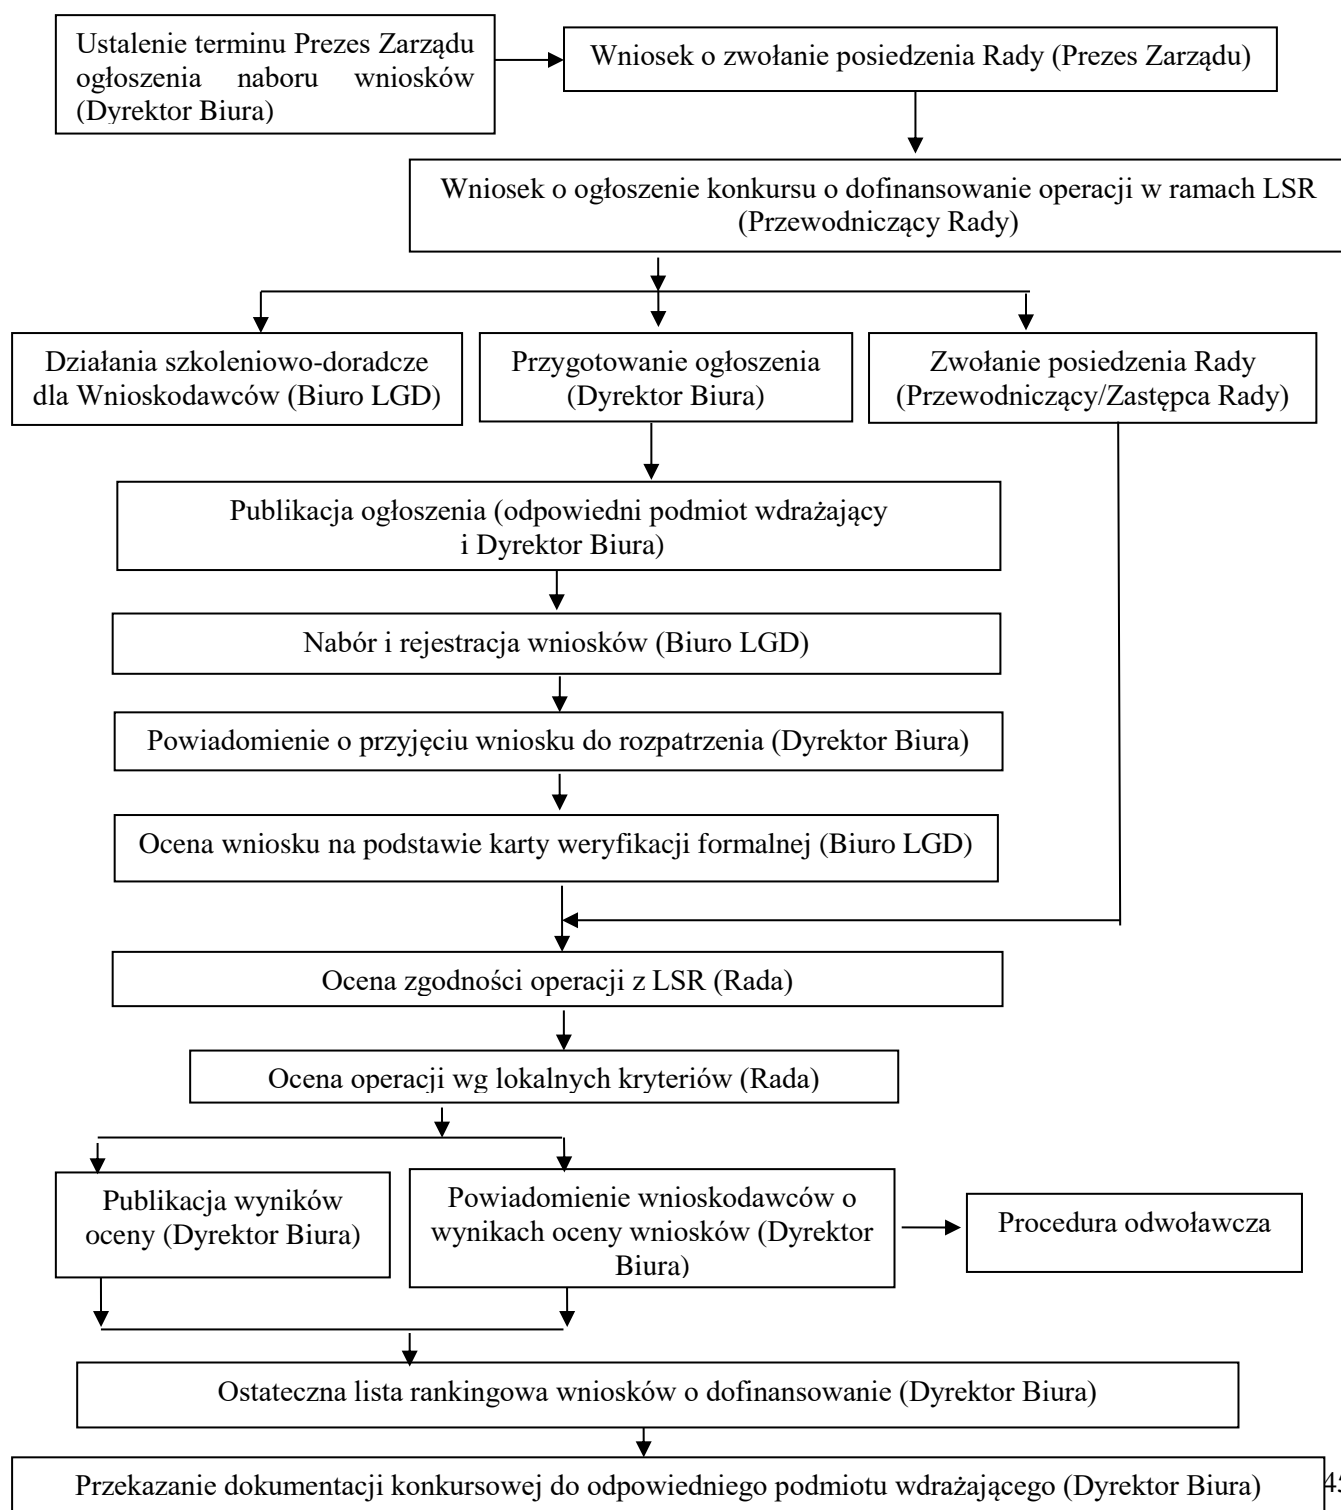 Ustalenie terminu Prezes Zarządu
ogłoszenia naboru wniosków
(Dyrektor Biura)
Wniosek o zwołanie posiedzenia Rady (Prezes Zarządu)
Wniosek o ogłoszenie konkursu o dofinansowanie operacji w ramach LSR
(Przewodniczący Rady)
Działania szkoleniowo-doradcze
dla Wnioskodawców (Biuro LGD)
Przygotowanie ogłoszenia
(Dyrektor Biura)
Zwołanie posiedzenia Rady
(Przewodniczący/Zastępca Rady)
Publikacja ogłoszenia (odpowiedni podmiot wdrażający
i Dyrektor Biura)
Nabór i rejestracja wniosków (Biuro LGD)
Powiadomienie o przyjęciu wniosku do rozpatrzenia (Dyrektor Biura)
Ocena wniosku na podstawie karty weryfikacji formalnej (Biuro LGD)
Ocena zgodności operacji z LSR (Rada)
Ocena operacji wg lokalnych kryteriów (Rada)
Publikacja wyników
oceny (Dyrektor Biura)
Powiadomienie wnioskodawców o
wynikach oceny wniosków (Dyrektor
Biura)
Procedura odwoławcza
Ostateczna lista rankingowa wniosków o dofinansowanie (Dyrektor Biura)
Przekazanie dokumentacji konkursowej do odpowiedniego podmiotu wdrażającego (Dyrektor Biura)